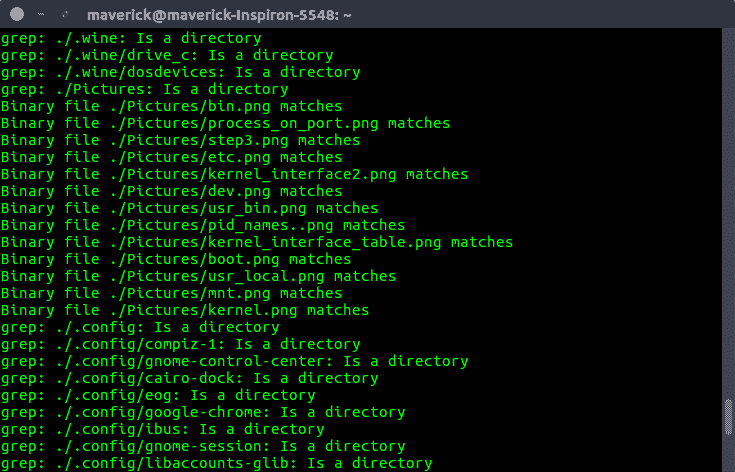 maverick@maverick-Inspiron-5548: ~
grep: ./.wine: Is a directory
grep: ./.wine/drive_c: Is a directory
grep: ./.wine/dosdevices: Is a directory
grep: ./Pictures: Is a directory
Binary file ./Pictures/bin.png matches
Binary file ./Pictures/process_on_port.png matches
Binary file ./Pictures/step3.png matches
Binary file ./Pictures/etc.png matches
Binary file ./Pictures/kernel_interface2.png matches
Binary file ./Pictures/dev.png matches
Binary file ./Pictures/usr_bin.png matches
Binary file ./Pictures/pid_names..png matches
Binary file ./Pictures/kernel_interface_table.png matches
Binary file ./Pictures/boot.png matches
Binary file ./Pictures/usr_local.png matches
Binary file ./Pictures/mnt.png matches
Binary file ./Pictures/kernel.png matches
grep: ./.config: Is a directory
grep: ./.config/compiz-1: Is a directory
grep: ./.config/gnome-control-center: Is a directory
grep: ./.config/cairo-dock: Is a directory
grep: ./.config/eog: Is a directory
grep: ./.config/google-chrome: Is a directory
grep: ./.config/ibus: Is a directory
grep: ./.config/gnome-session: Is a directory
grep: ./.config/libaccounts-glib: Is a directory